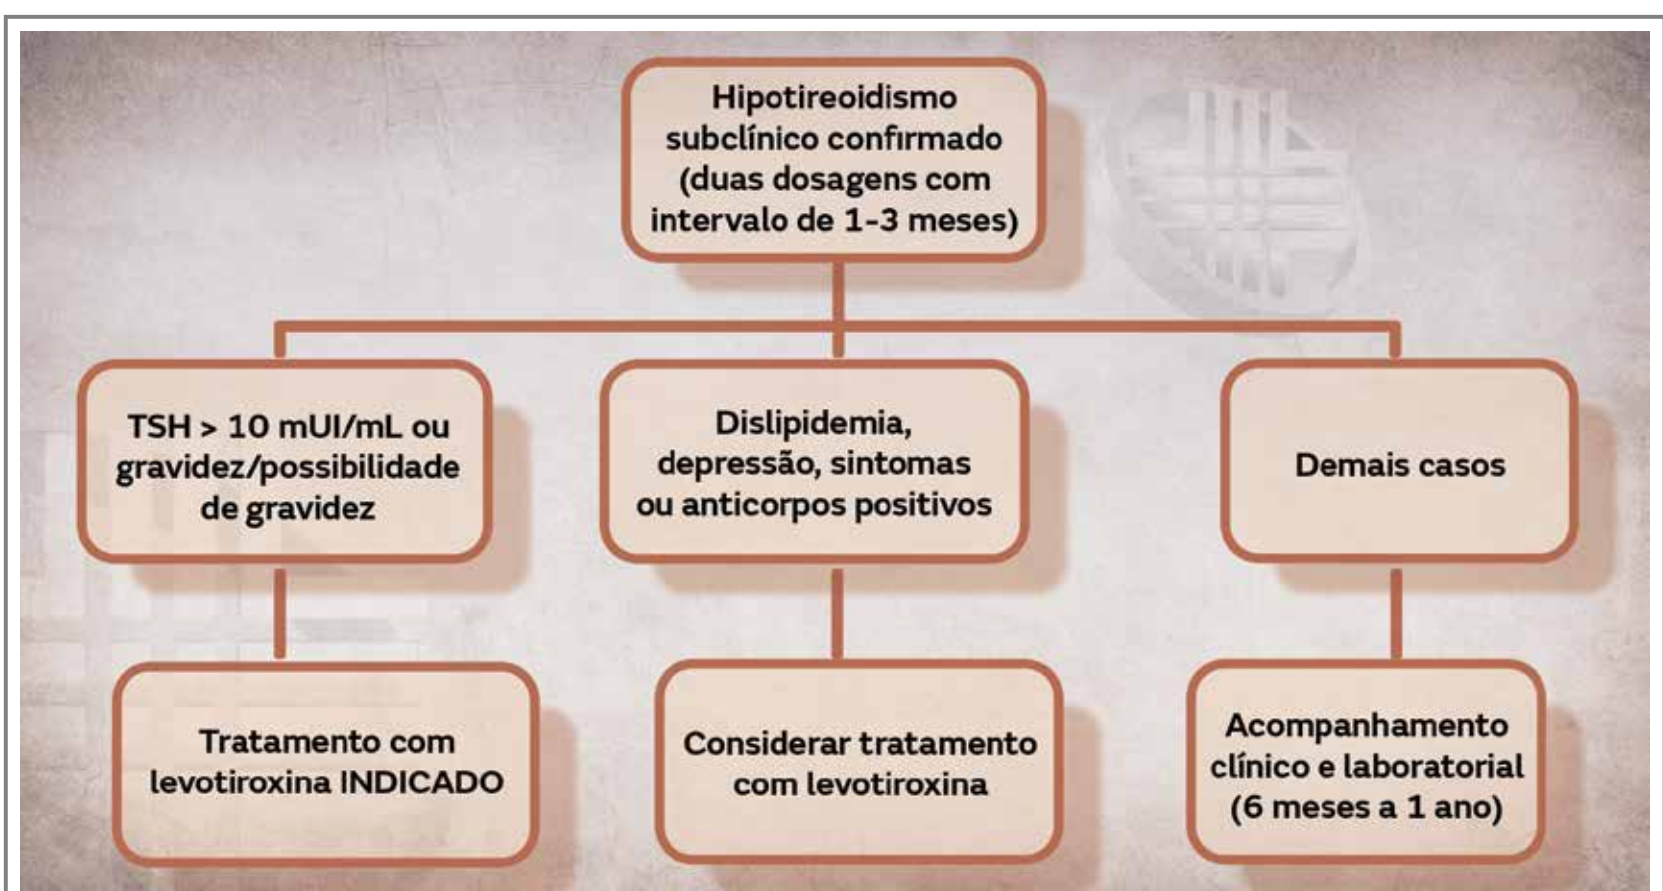 Hipotireoidismo
subclínico confirmado
(duas dosagens com
intervalo de 1-3 meses)
TSH > 10 mUI/mL ou
gravidez/possibilidade
de gravidez
Dislipidemia,
depressão, sintomas
ou anticorpos positivos
Demais casos
Tratamento com
levotiroxina INDICADO
Considerar tratamento
com levotiroxina
Acompanhamento
clínico e laboratorial
(6 meses a 1 ano)